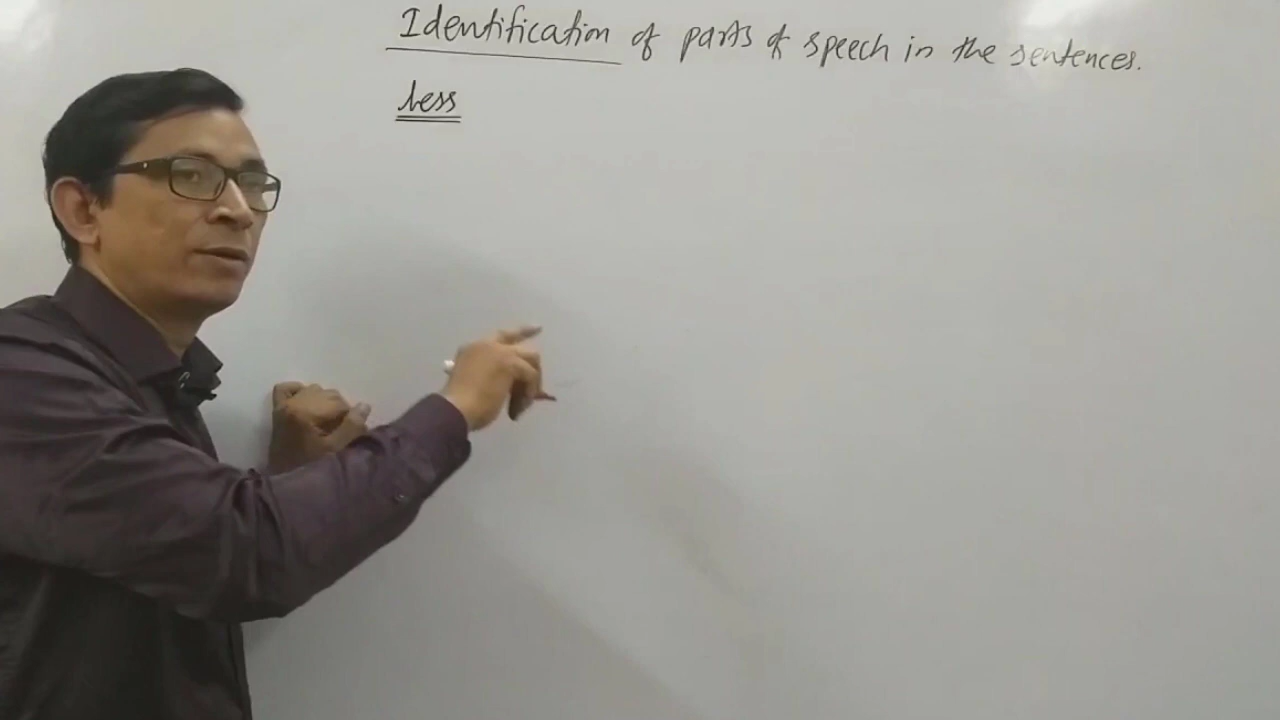 Identification of parts of speech in the sentences.
Less